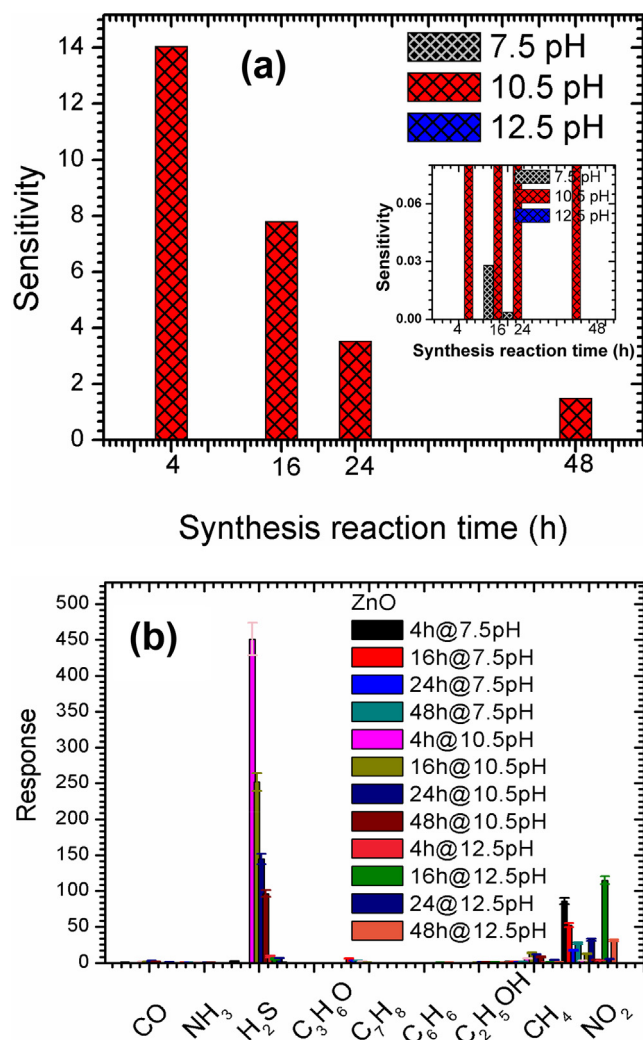 (a)
7.5 pH
10.5 pH
12.5 pH
14
12
10
8
6
4
2
0
Sensitivity
4 16 24 48
Synthesis reaction time (h)
7.5 pH
10.5 pH
12.5 pH
0.06
0.03
0.00
Sensitivity
4 16 24 48
Synthesis reaction time (h)
(b)
ZnO
4h@7.5pH
16h@7.5pH
24h@7.5pH
48h@7.5pH
4h@10.5pH
16h@10.5pH
24h@10.5pH
48h@10.5pH
4h@12.5pH
16h@12.5pH
24@12.5pH
48h@12.5pH
500
450
400
350
300
250
200
150
100
50
0
Response
CO NH₃ H₂S C₃H₆O C₇H₈ C₆H₆ C₂H₅OH CH₄ NO₂